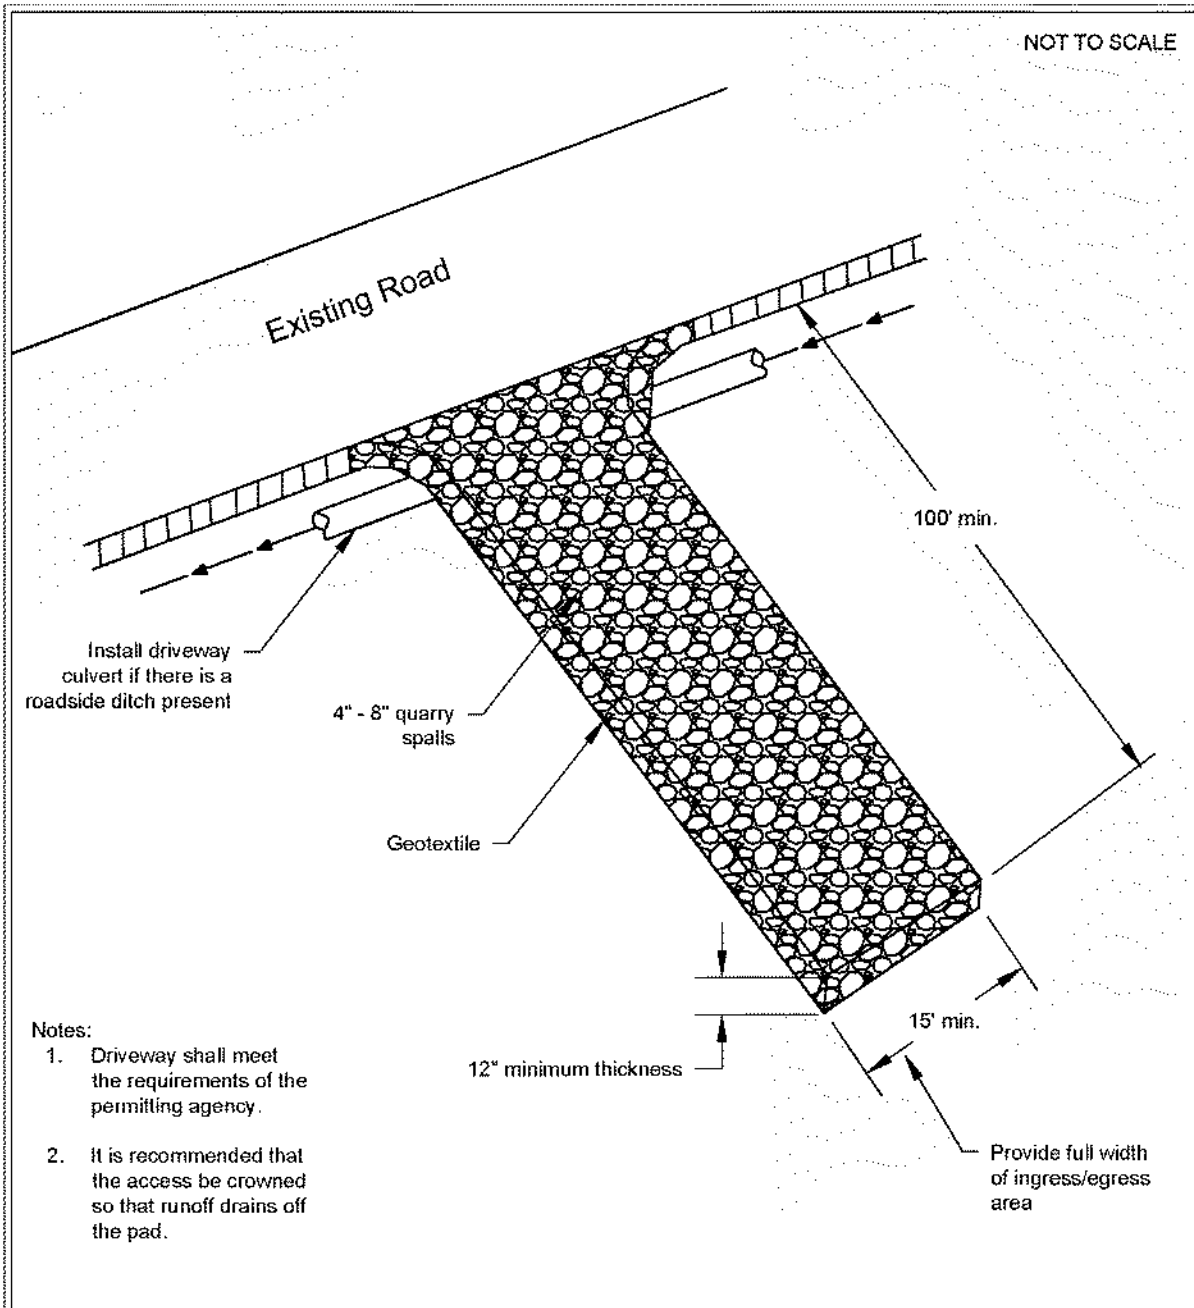 NOT TO SCALE
Existing Road
100' min.
Install driveway
culvert if there is a
roadside ditch present
4" - 8" quarry
spalls
Geotextile
15' min.
12" minimum thickness
Provide full width
of ingress/egress
area
Notes:
1. Driveway shall meet
the requirements of the
permitting agency.
2. It is recommended that
the access be crowned
so that runoff drains off
the pad.